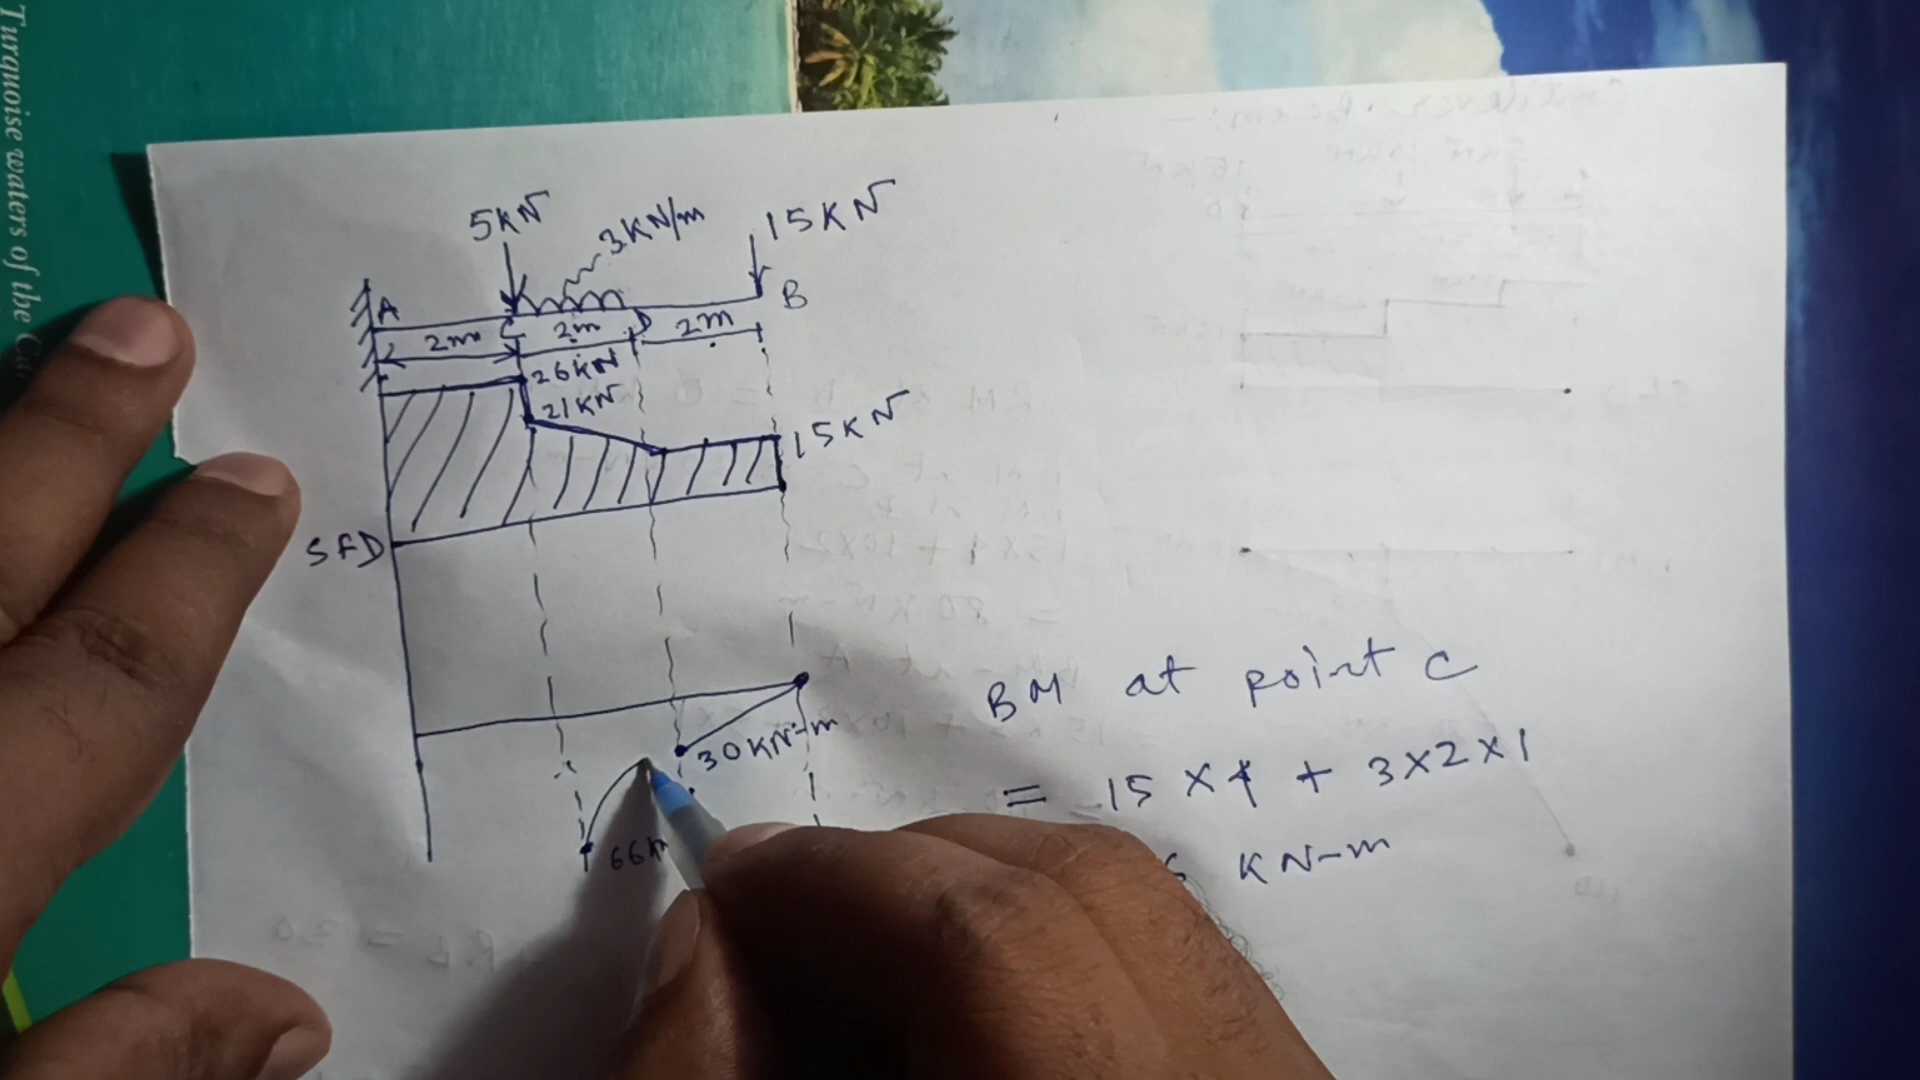 Turquoise waters of the
5KN
3KN/m
15KN
A
B
C
D
2m
2m
2m
26KN
21KN
15KN
SFD
30KN-m
66
BM at point C
= 15 × 4 + 3×2×1
KN-m